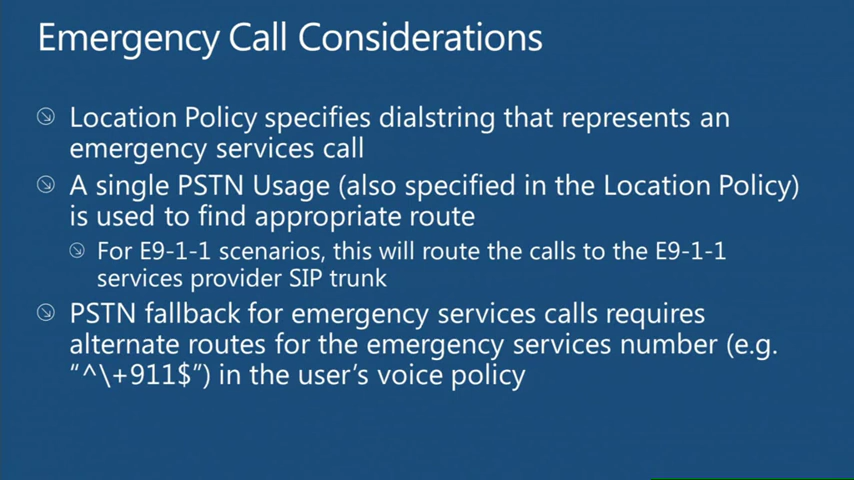 Emergency Call Considerations
Location Policy specifies dialstring that represents an
emergency services call
A single PSTN Usage (also specified in the Location Policy)
is used to find appropriate route
For E9-1-1 scenarios, this will route the calls to the E9-1-1
services provider SIP trunk
PSTN fallback for emergency services calls requires
alternate routes for the emergency services number (e.g.
“^\+911$”) in the user’s voice policy